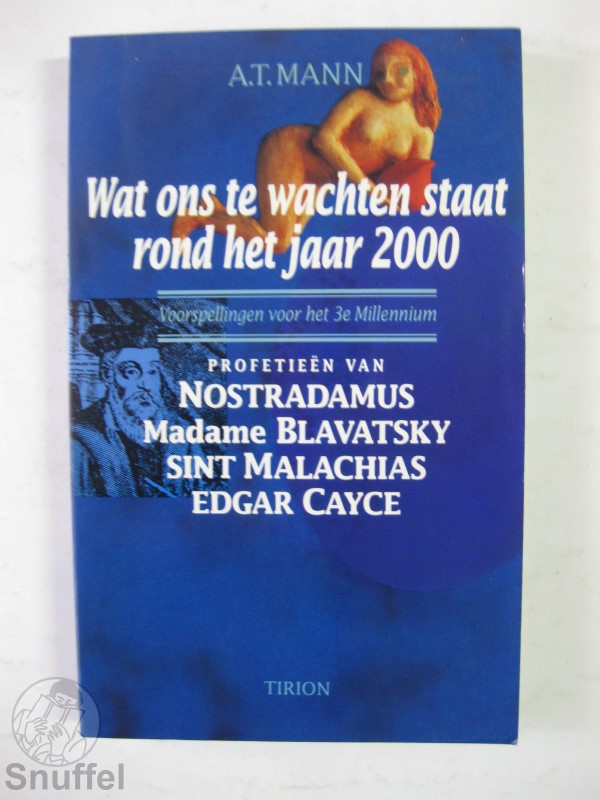 A.T. MANN
Wat ons te wachten staat
rond het jaar 2000
Voorspellingen voor het 3e Millennium
PROFETIEËN VAN
NOSTRADAMUS
Madame BLAVATSKY
SINT MALACHIAS
EDGAR CAYCE
TIRION
Snuffel